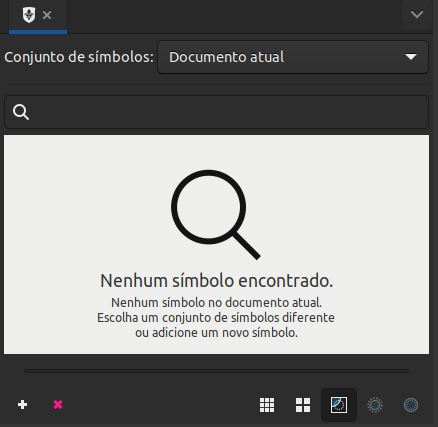 Conjunto de símbolos: Documento atual
Nenhum símbolo encontrado.
Nenhum símbolo no documento atual.
Escolha um conjunto de símbolos diferente
ou adicione um novo símbolo.